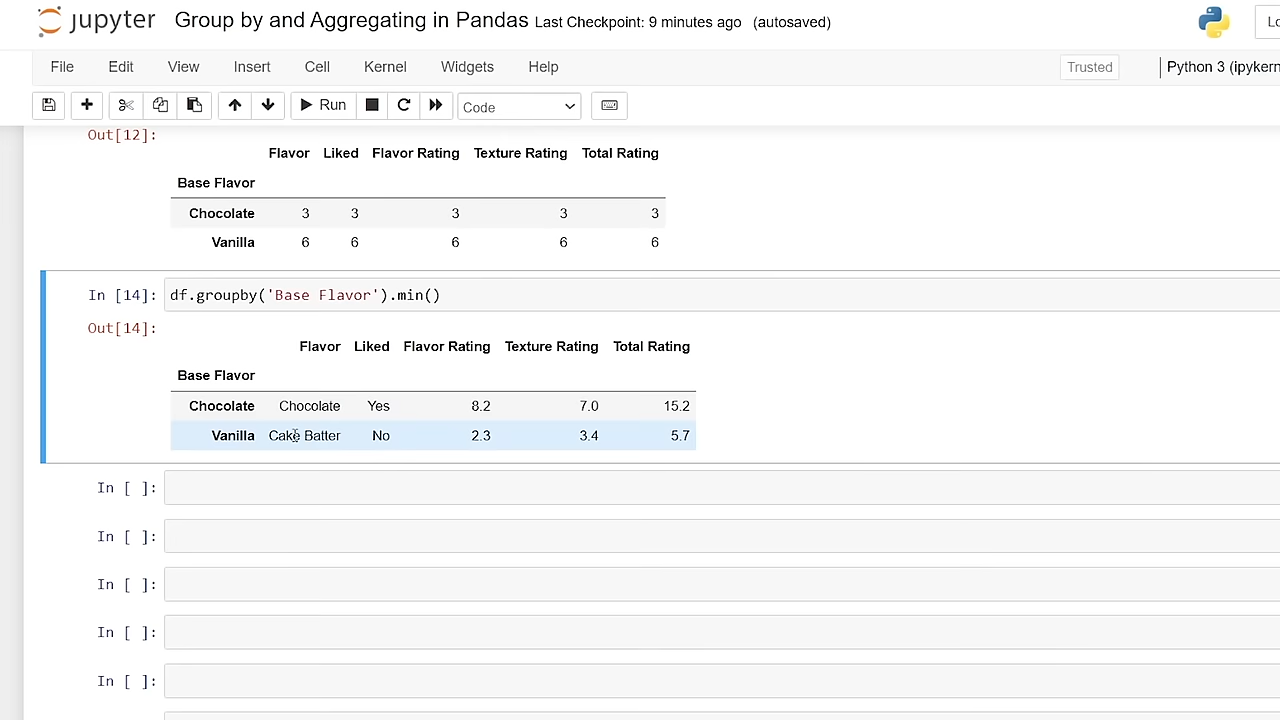 jupyter Group by and Aggregating in Pandas Last Checkpoint: 9 minutes ago (autosaved)
File Edit View Insert Cell Kernel Widgets Help Trusted Python 3 (ipykern
Run Code
Out[12]:
Flavor Liked Flavor Rating Texture Rating Total Rating
Base Flavor
Chocolate 3 3 3 3 3
Vanilla 6 6 6 6 6
In [14]: df.groupby('Base Flavor').min()
Out[14]:
Flavor Liked Flavor Rating Texture Rating Total Rating
Base Flavor
Chocolate Chocolate Yes 8.2 7.0 15.2
Vanilla Cake Batter No 2.3 3.4 5.7
In [ ]:
In [ ]:
In [ ]:
In [ ]:
In [ ]: